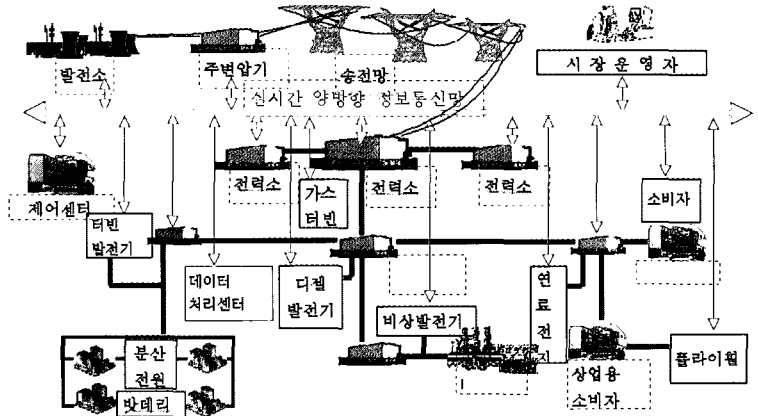 발전소
주변압기
송전망
시장운영자
실시간 양방향 정보통신망
제어센터
전력소
가스
터빈
전력소
전력소
소비자
터빈
발전기
데이터
처리센터
디젤
발전기
비상발전기
연
료
전
지
분산
전원
밧데리
상업용
소비자
플라이휠